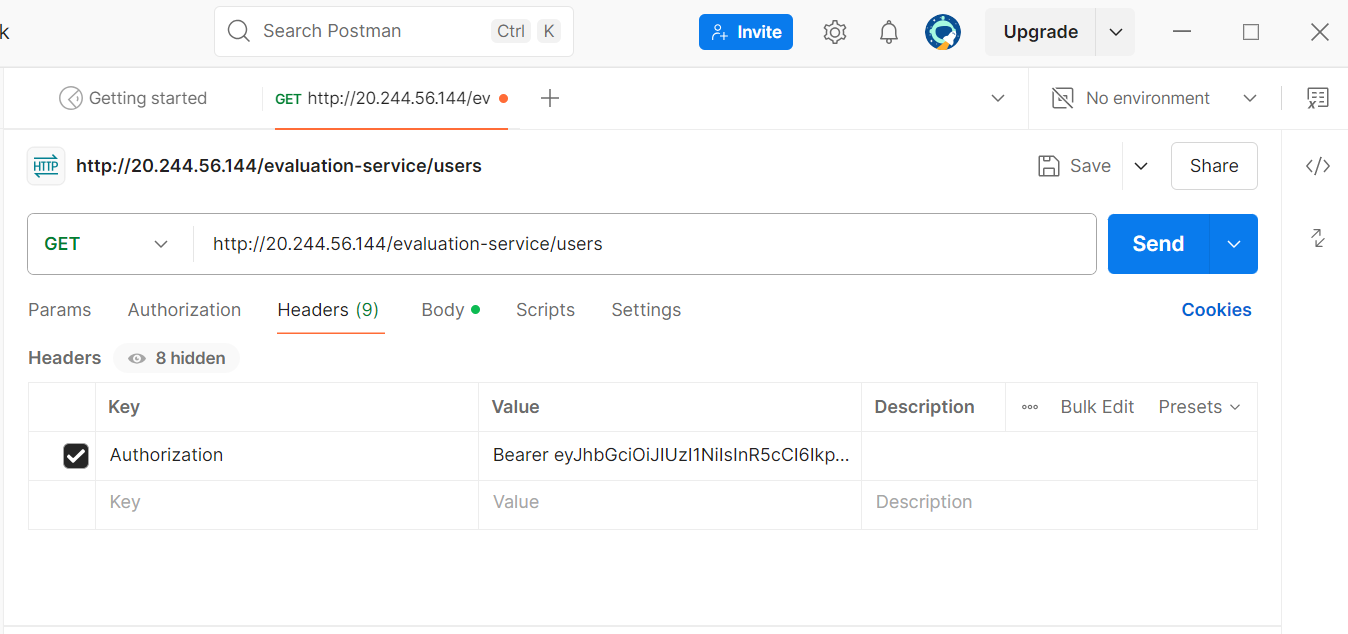 k
Search Postman Ctrl K Invite Upgrade
Getting started GET http://20.244.56.144/ev No environment
HTTP http://20.244.56.144/evaluation-service/users Save Share
GET http://20.244.56.144/evaluation-service/users Send
Params Authorization Headers (9) Body Scripts Settings Cookies
Headers 8 hidden
Key Value Description Bulk Edit Presets
Authorization Bearer eyJhbGciOiJIUzI1NiIsInR5cCI6Ikp...
Key Value Description